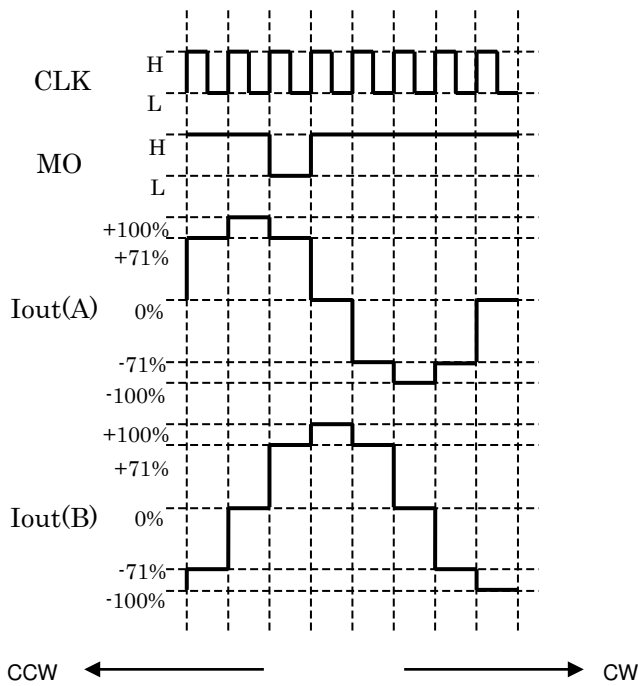 CLK
H
L
MO
H
L
Iout(A)
+100%
+71%
0%
-71%
-100%
Iout(B)
+100%
+71%
0%
-71%
-100%
CCW
CW